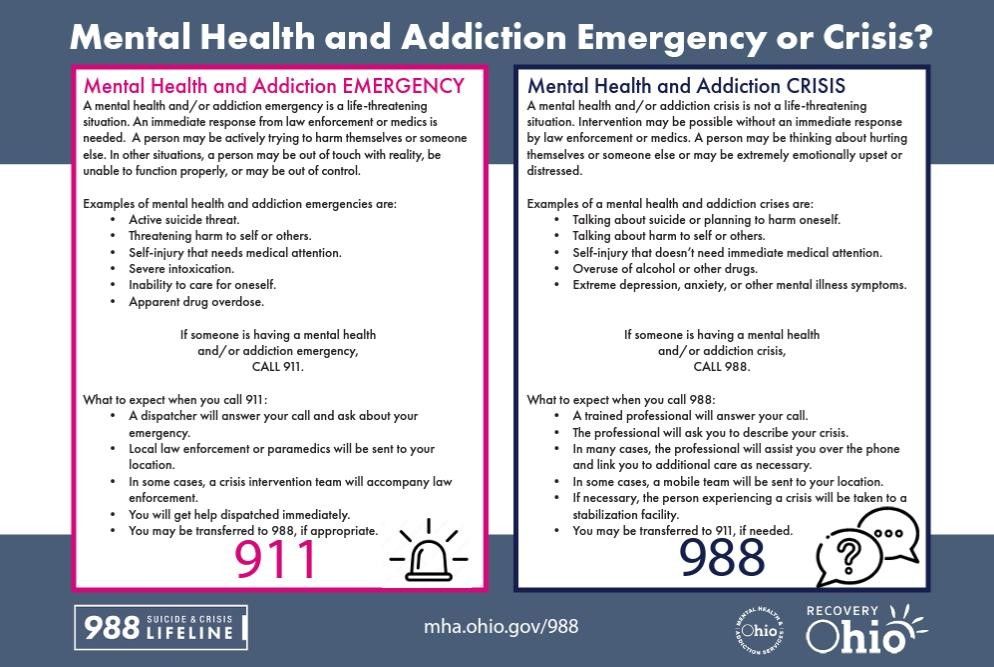 Mental Health and Addiction Emergency or Crisis?
Mental Health and Addiction EMERGENCY
A mental health and/or addiction emergency is a life-threatening
situation. An immediate response from law enforcement or medics is
needed. A person may be actively trying to harm themselves or someone
else. In other situations, a person may be out of touch with reality, be
unable to function properly, or may be out of control.
Examples of mental health and addiction emergencies are:
• Active suicide threat.
• Threatening harm to self or others.
• Self-injury that needs medical attention.
• Severe intoxication.
• Inability to care for oneself.
• Apparent drug overdose.
If someone is having a mental health
and/or addiction emergency,
CALL 911.
What to expect when you call 911:
• A dispatcher will answer your call and ask about your
emergency.
• Local law enforcement or paramedics will be sent to your
location.
• In some cases, a crisis intervention team will accompany law
enforcement.
• You will get help dispatched immediately.
• You may be transferred to 988, if appropriate.
911
Mental Health and Addiction CRISIS
A mental health and/or addiction crisis is not a life-threatening
situation. Intervention may be possible without an immediate response
by law enforcement or medics. A person may be thinking about hurting
themselves or someone else or may be extremely emotionally upset or
distressed.
Examples of a mental health and addiction crises are:
• Talking about suicide or planning to harm oneself.
• Talking about harm to self or others.
• Self-injury that doesn't need immediate medical attention.
• Overuse of alcohol or other drugs.
• Extreme depression, anxiety, or other mental illness symptoms.
If someone is having a mental health
and/or addiction crisis,
CALL 988.
What to expect when you call 988:
• A trained professional will answer your call.
• The professional will ask you to describe your crisis.
• In many cases, the professional will assist you over the phone
and link you to additional care as necessary.
• In some cases, a mobile team will be sent to your location.
• If necessary, the person experiencing a crisis will be taken to a
stabilization facility.
• You may be transferred to 911, if needed.
988
?
988 SUICIDE & CRISIS
LIFELINE
mha.ohio.gov/988
MENTAL HEALTH &
Ohio
ADDICTION SERVICES
RECOVERY
Ohio